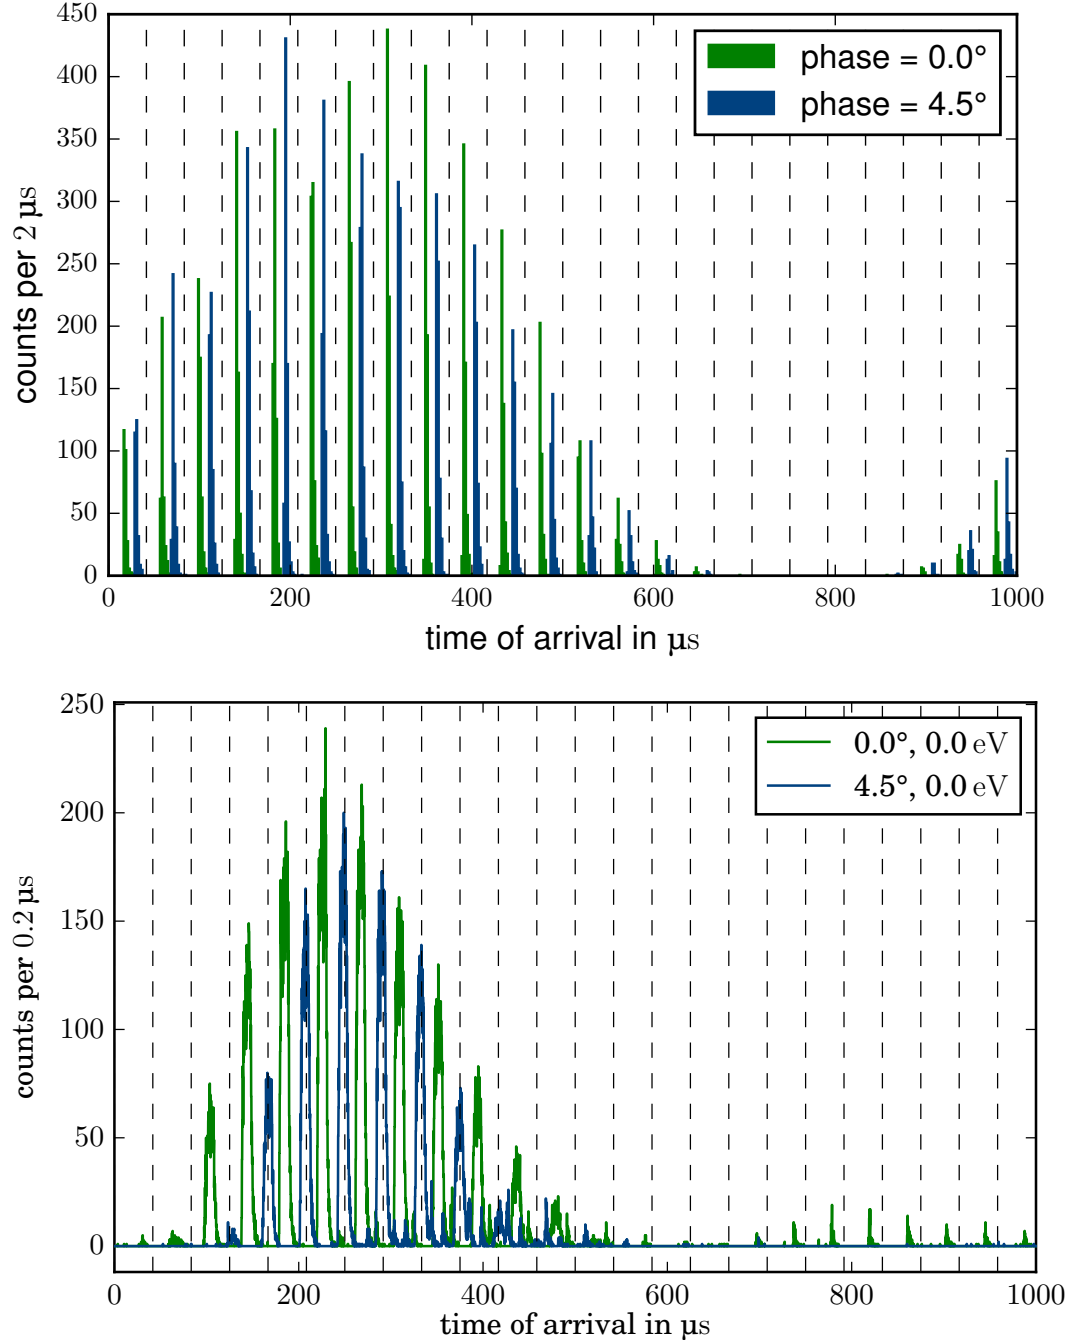 450
400
350
300
250
200
150
100
50
0
counts per 2 µs
phase = 0.0°
phase = 4.5°
0 200 400 600 800 1000
time of arrival in µs
250
200
150
100
50
0
counts per 0.2 µs
0.0°, 0.0 eV
4.5°, 0.0 eV
0 200 400 600 800 1000
time of arrival in µs